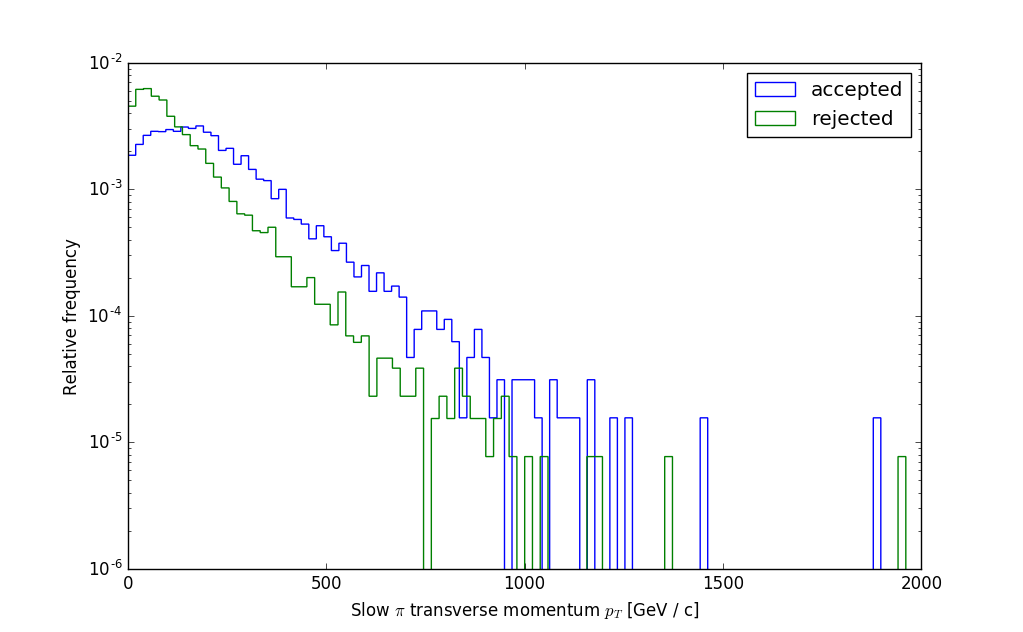 10^-2
10^-3
10^-4
10^-5
10^-6
Relative frequency
accepted
rejected
0 500 1000 1500 2000
Slow π transverse momentum p_T [GeV / c]